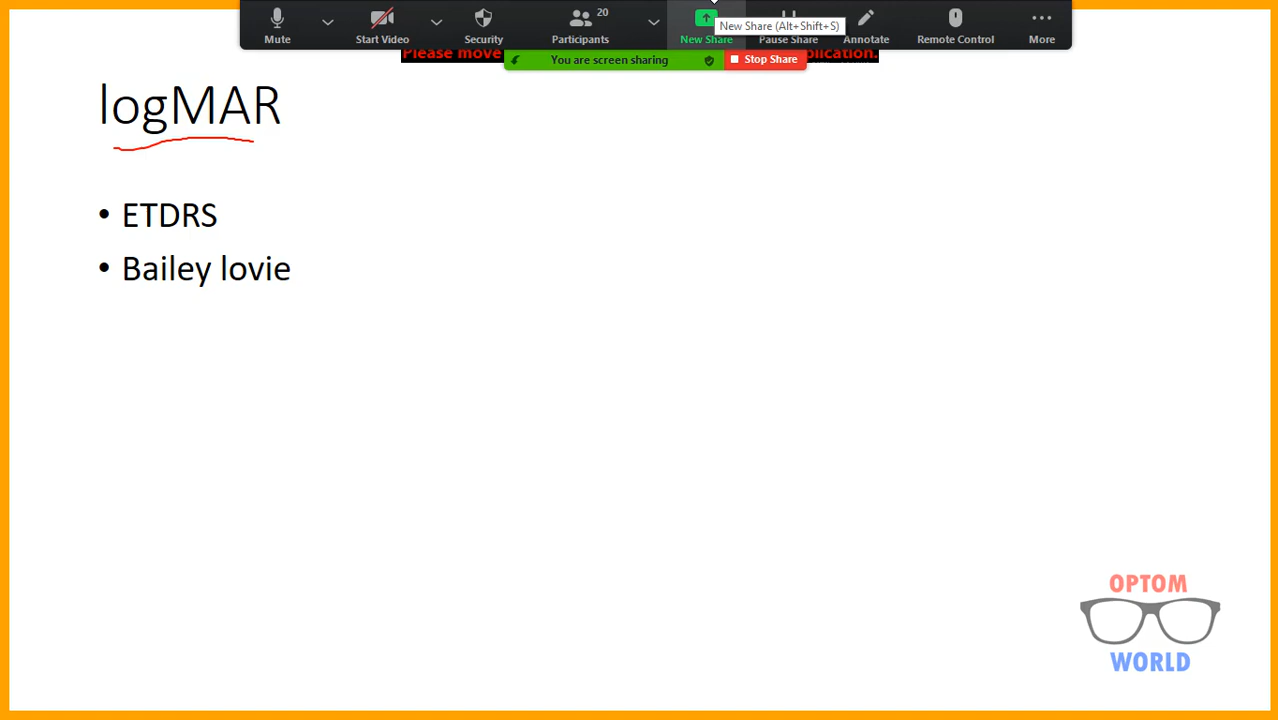 20
Mute
Start Video
Security
Participants
New Share
Pause Share
Annotate
Remote Control
More
New Share (Alt+Shift+S)
Please move
plication.
You are screen sharing
Stop Share
logMAR
• ETDRS
• Bailey lovie
OPTOM
WORLD